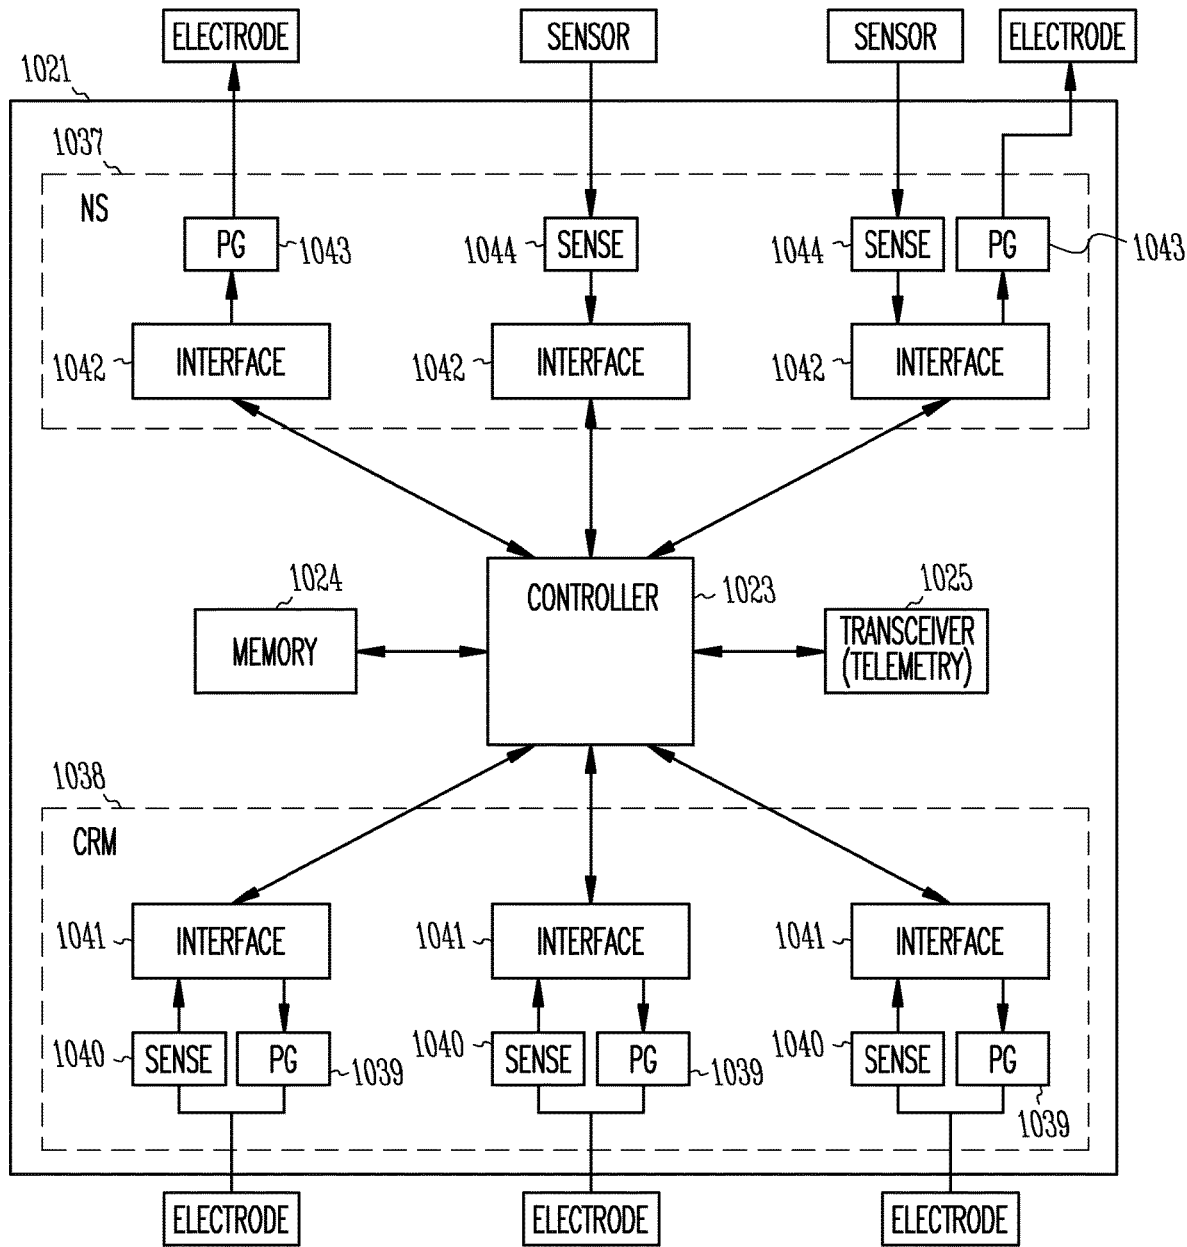 ELECTRODE
SENSOR
SENSOR
ELECTRODE
1021
1037
NS
PG
1043
1044
SENSE
1044
SENSE
PG
1043
1042
INTERFACE
1042
INTERFACE
1042
INTERFACE
1024
MEMORY
CONTROLLER
1023
1025
TRANSCEIVER
(TELEMETRY)
1038
CRM
1041
INTERFACE
1041
INTERFACE
1041
INTERFACE
1040
SENSE
PG
1039
1040
SENSE
PG
1039
1040
SENSE
PG
1039
ELECTRODE
ELECTRODE
ELECTRODE